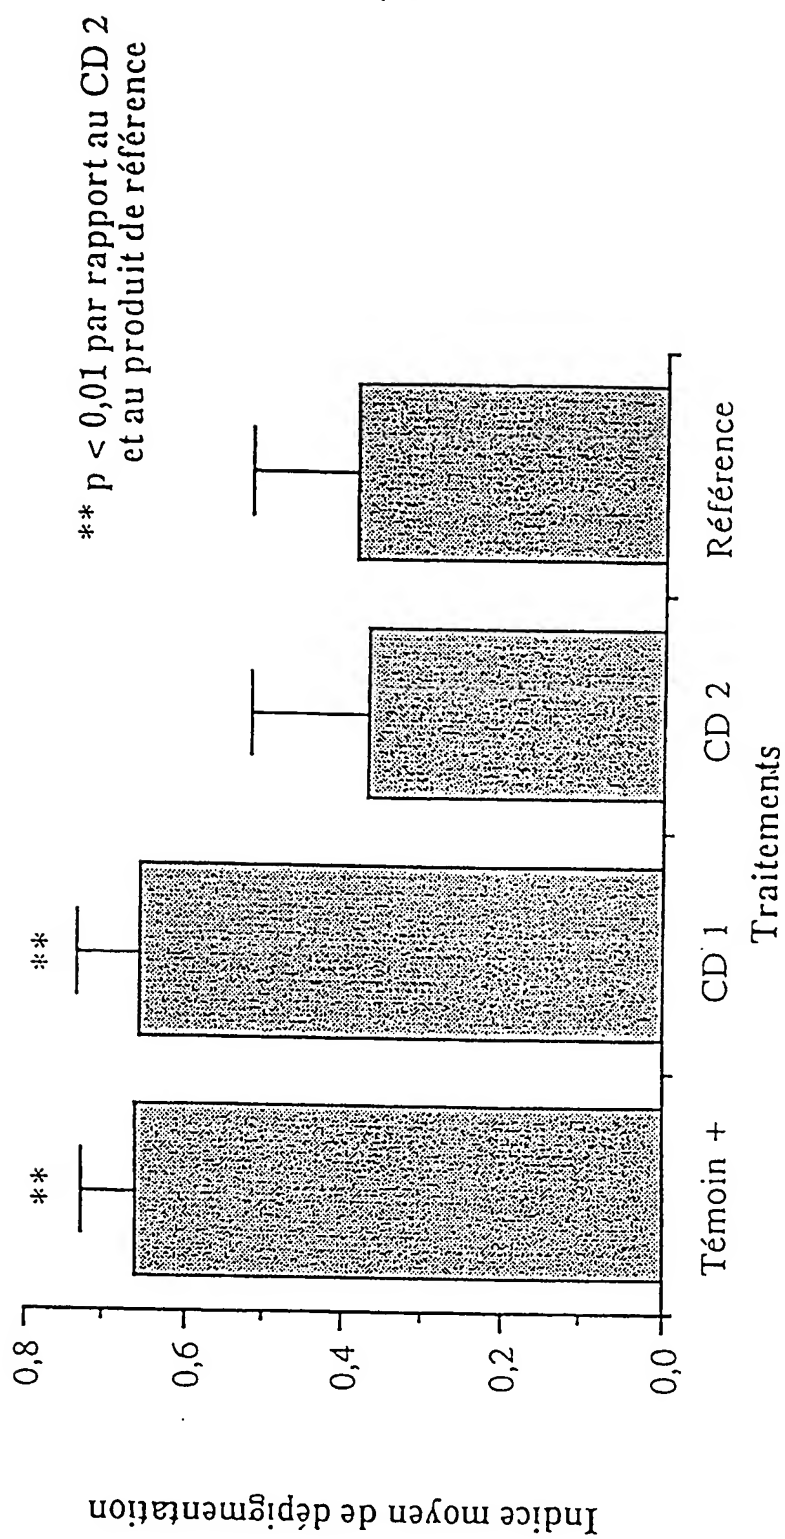 ** p < 0,01 par rapport au CD 2
et au produit de référence
**
**
0,8
0,6
0,4
0,2
0,0
Indice moyen de dépigmentation
Témoin +
CD 1
CD 2
Référence
Traitements